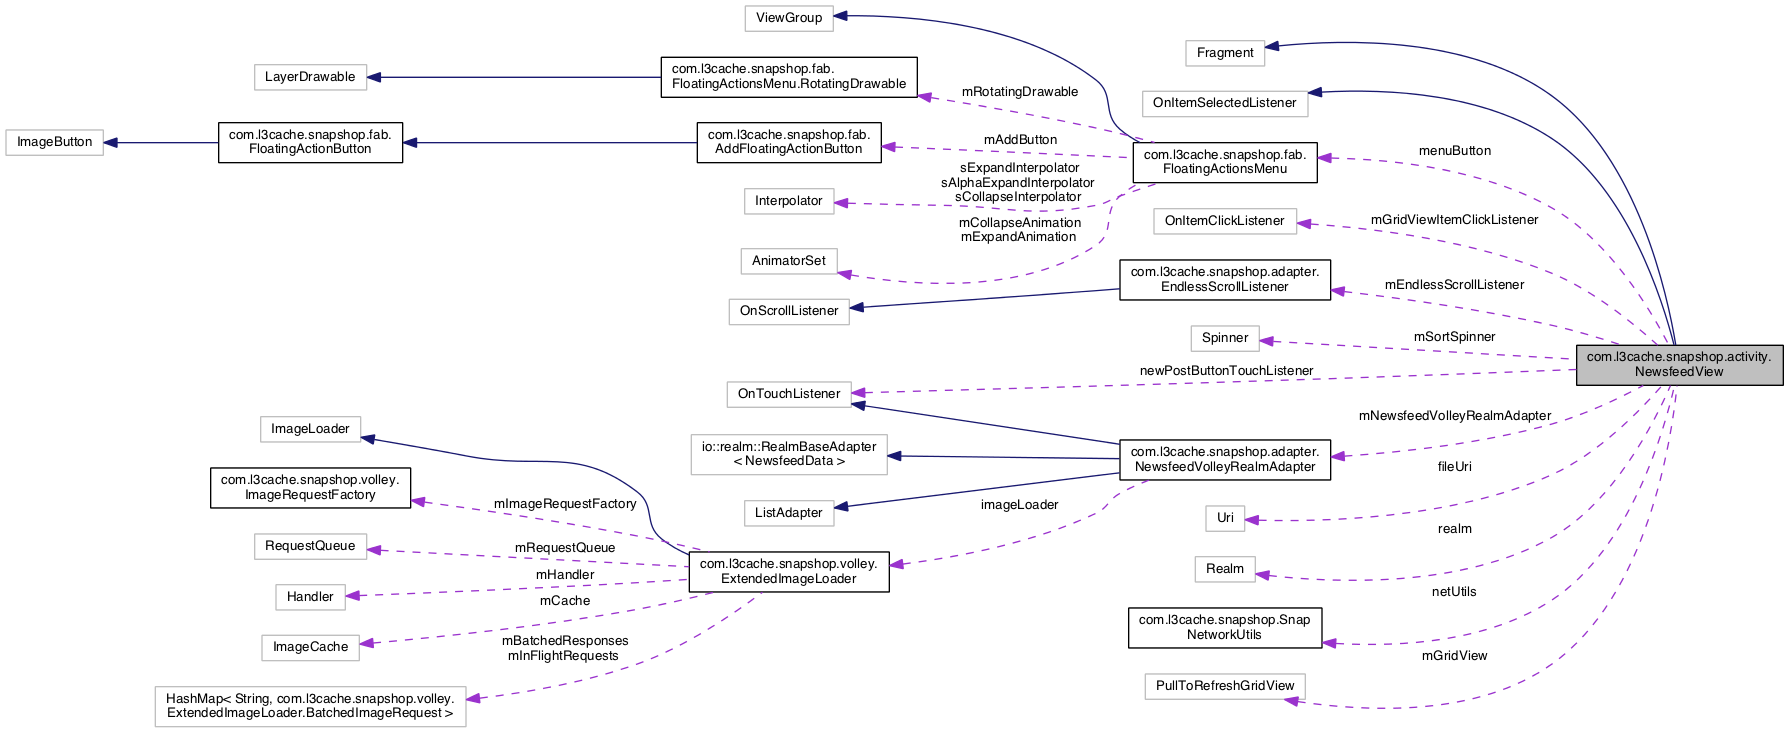 ViewGroup
Fragment
LayerDrawable
com.l3cache.snapshop.fab.
FloatingActionsMenu.RotatingDrawable
mRotatingDrawable
OnItemSelectedListener
ImageButton
com.l3cache.snapshop.fab.
FloatingActionButton
com.l3cache.snapshop.fab.
AddFloatingActionButton
mAddButton
com.l3cache.snapshop.fab.
FloatingActionsMenu
menuButton
sExpandInterpolator
sAlphaExpandInterpolator
sCollapseInterpolator
Interpolator
OnItemClickListener
mGridViewItemClickListener
mCollapseAnimation
mExpandAnimation
AnimatorSet
com.l3cache.snapshop.adapter.
EndlessScrollListener
mEndlessScrollListener
OnScrollListener
Spinner
mSortSpinner
com.l3cache.snapshop.activity.
NewsfeedView
newPostButtonTouchListener
OnTouchListener
mNewsfeedVolleyRealmAdapter
ImageLoader
io::realm::RealmBaseAdapter
< NewsfeedData >
com.l3cache.snapshop.adapter.
NewsfeedVolleyRealmAdapter
fileUri
com.l3cache.snapshop.volley.
ImageRequestFactory
mImageRequestFactory
ListAdapter
imageLoader
Uri
realm
RequestQueue
mRequestQueue
com.l3cache.snapshop.volley.
ExtendedImageLoader
Realm
mHandler
Handler
netUtils
mCache
com.l3cache.snapshop.Snap
NetworkUtils
ImageCache
mBatchedResponses
mInFlightRequests
mGridView
PullToRefreshGridView
HashMap< String, com.l3cache.snapshop.volley.
ExtendedImageLoader.BatchedImageRequest >